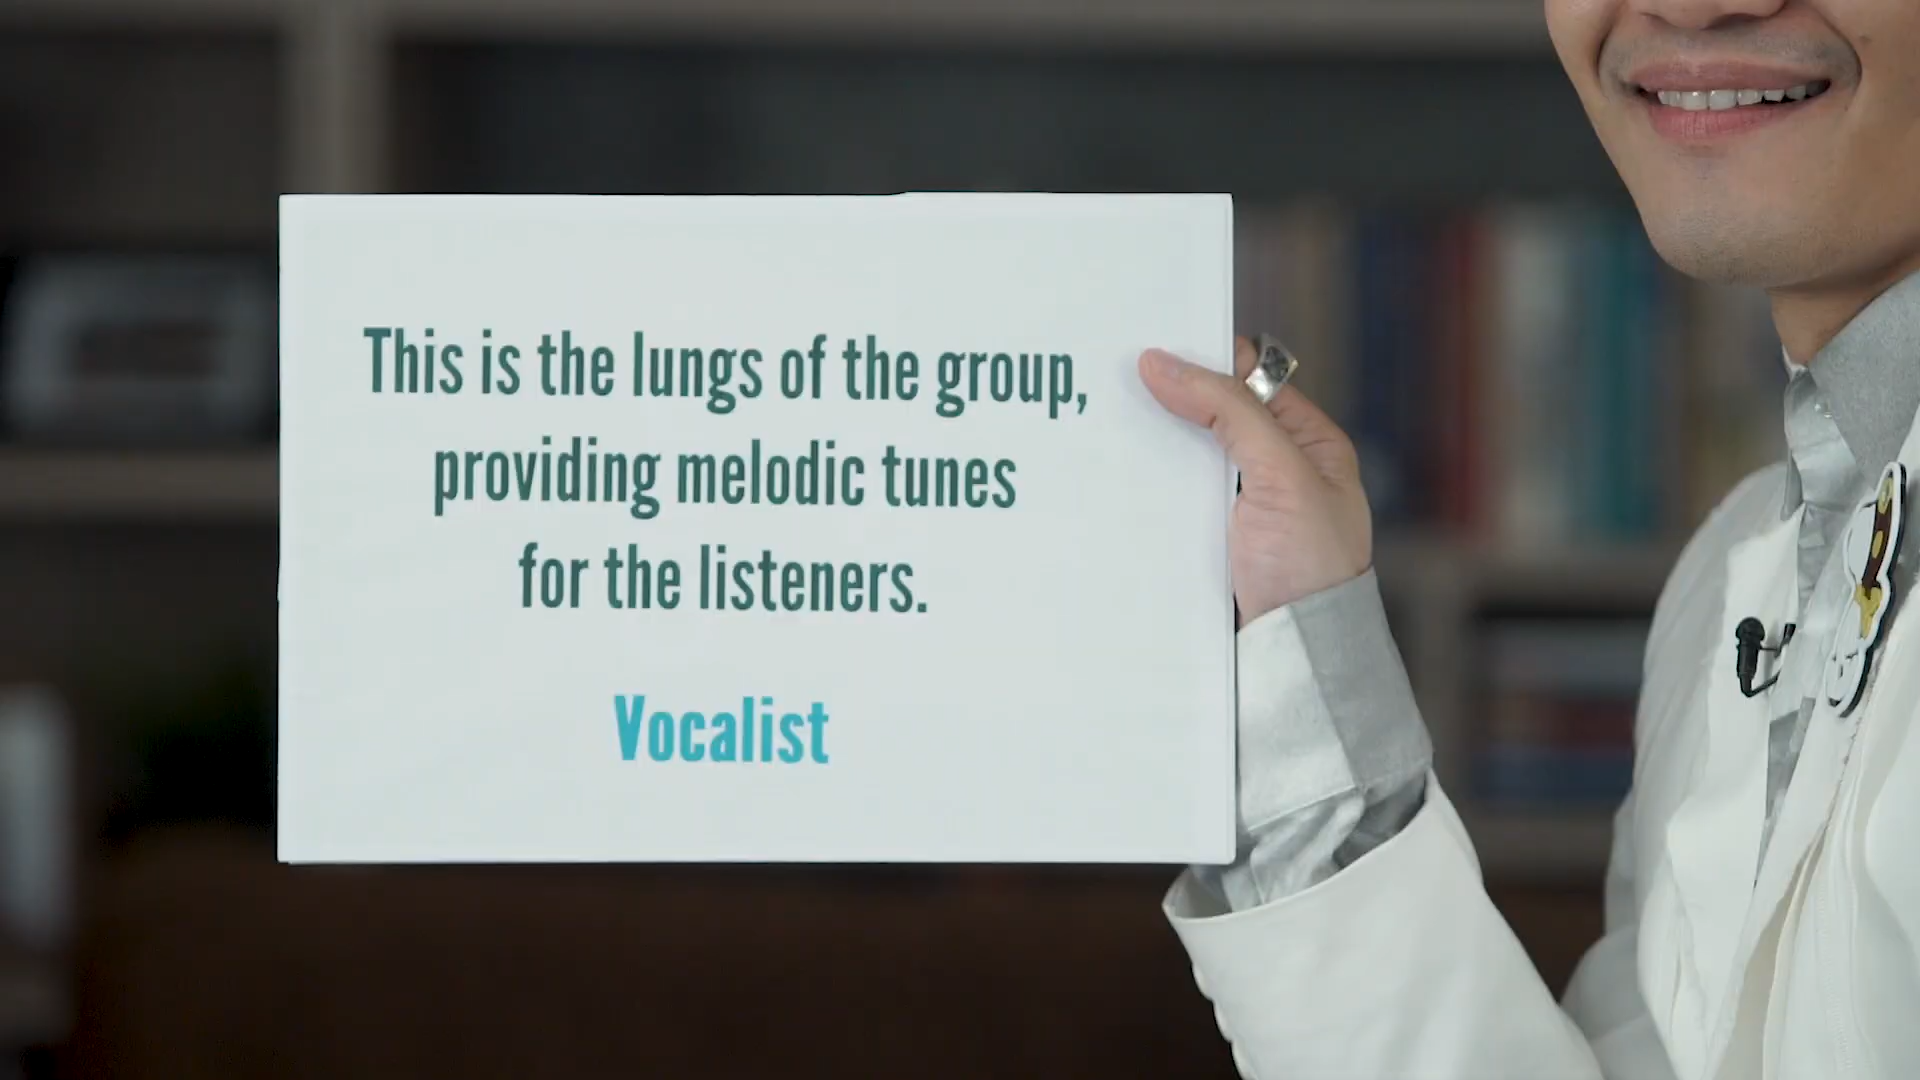 This is the lungs of the group,
providing melodic tunes
for the listeners.
Vocalist